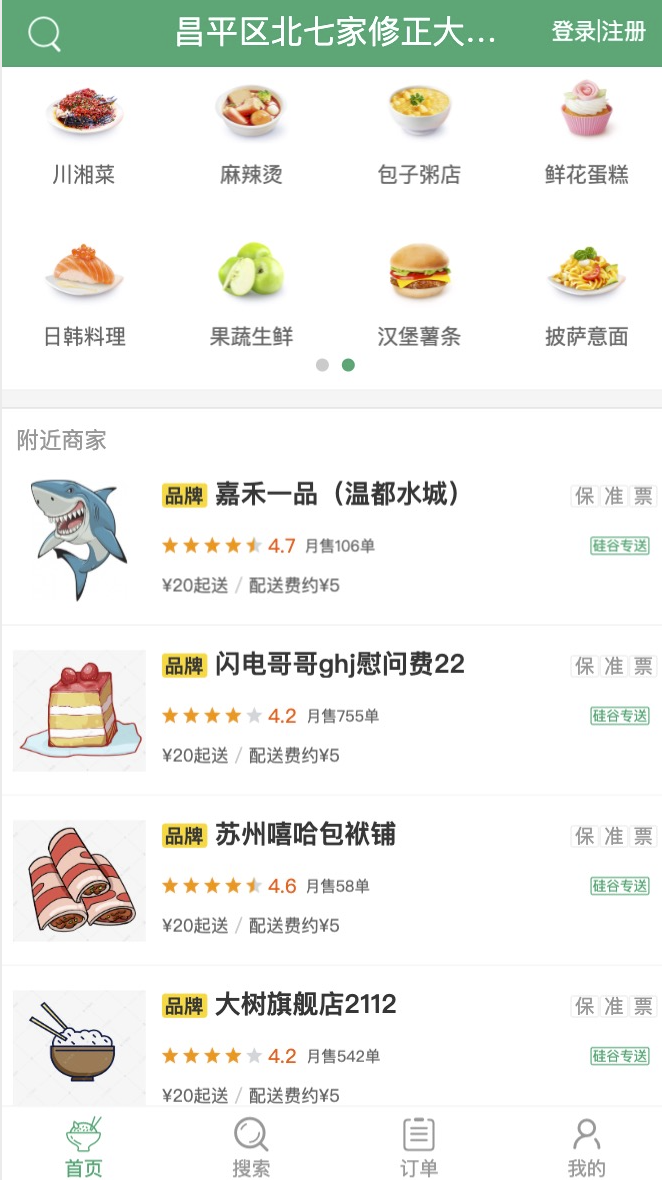 昌平区北七家修正大... 登录|注册
川湘菜 麻辣烫 包子粥店 鲜花蛋糕
日韩料理 果蔬生鲜 汉堡薯条 披萨意面
附近商家
品牌 嘉禾一品（温都水城） 保 准 票
4.7 月售106单 硅谷专送
¥20起送 / 配送费约¥5
品牌 闪电哥哥ghj慰问费22 保 准 票
4.2 月售755单 硅谷专送
¥20起送 / 配送费约¥5
品牌 苏州嘻哈包袱铺 保 准 票
4.6 月售58单 硅谷专送
¥20起送 / 配送费约¥5
品牌 大树旗舰店2112 保 准 票
4.2 月售542单 硅谷专送
¥20起送 / 配送费约¥5
首页 搜索 订单 我的